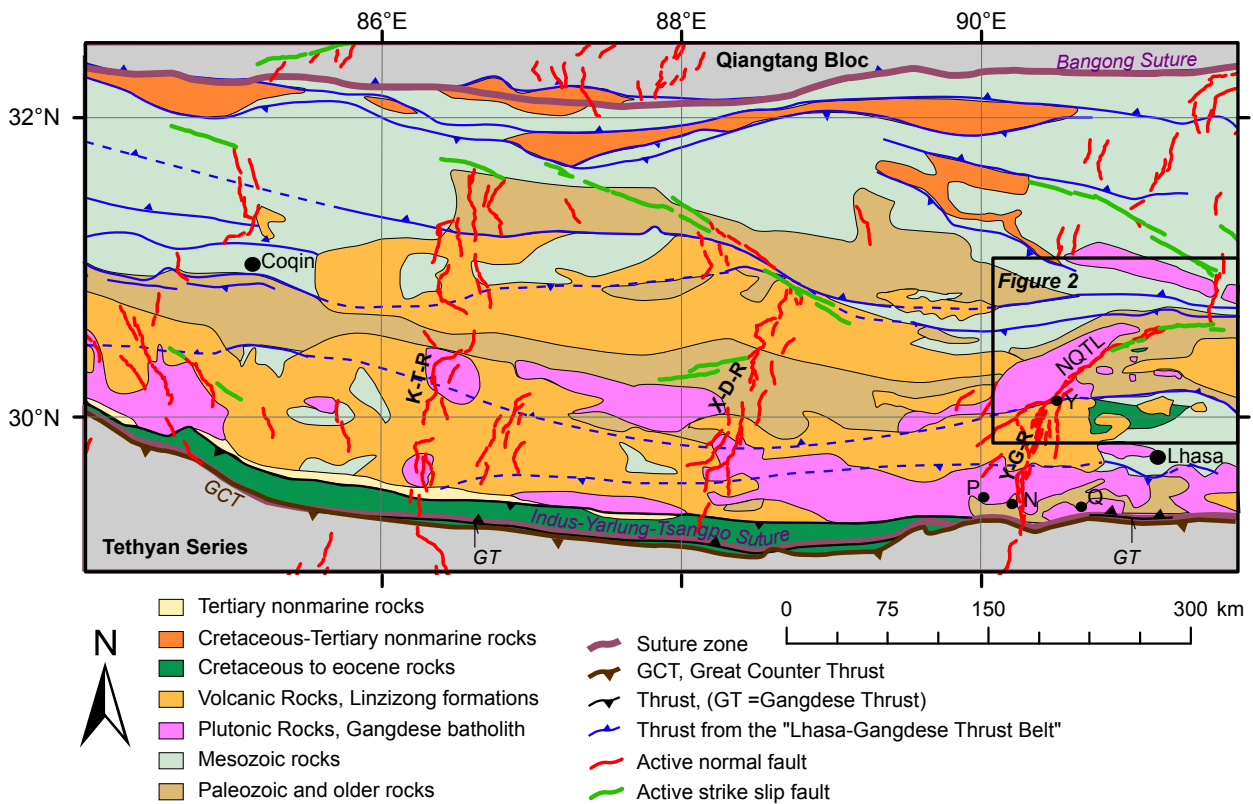 86°E 88°E 90°E
Qiangtang Bloc
Bangong Suture
32°N
Coqin
Figure 2
NQTL
K-T-R
X-D-R
Y
30°N
Y-G-R
Lhasa
GCT
P
N
Q
Indus-Yarlung-Tsangpo Suture
Tethyan Series
GT
GT
Tertiary nonmarine rocks
Cretaceous-Tertiary nonmarine rocks
Cretaceous to eocene rocks
Volcanic Rocks, Linzizong formations
Plutonic Rocks, Gangdese batholith
Mesozoic rocks
Paleozoic and older rocks
0 75 150 300 km
Suture zone
GCT, Great Counter Thrust
Thrust, (GT =Gangdese Thrust)
Thrust from the "Lhasa-Gangdese Thrust Belt"
Active normal fault
Active strike slip fault
N